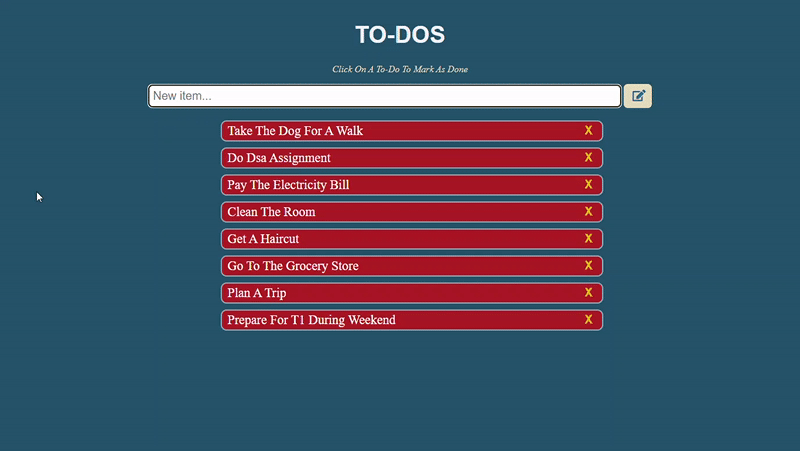 TO-DOS
Click On A To-Do To Mark As Done
New item...
Take The Dog For A Walk X
Do Dsa Assignment X
Pay The Electricity Bill X
Clean The Room X
Get A Haircut X
Go To The Grocery Store X
Plan A Trip X
Prepare For T1 During Weekend X